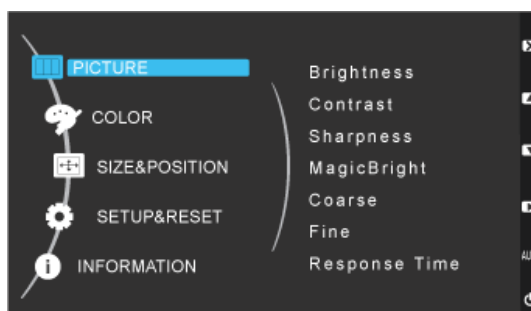 PICTURE
COLOR
SIZE&POSITION
SETUP&RESET
INFORMATION
Brightness
Contrast
Sharpness
MagicBright
Coarse
Fine
Response Time